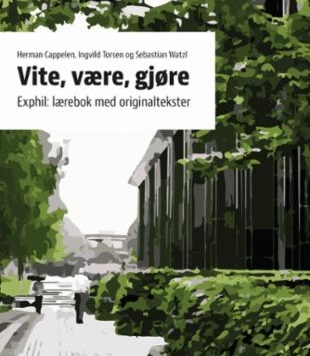 Herman Cappelen, Ingvild Torsen og Sebastian Watzl
Vite, være, gjøre
Exphil: lærebok med originaltekster